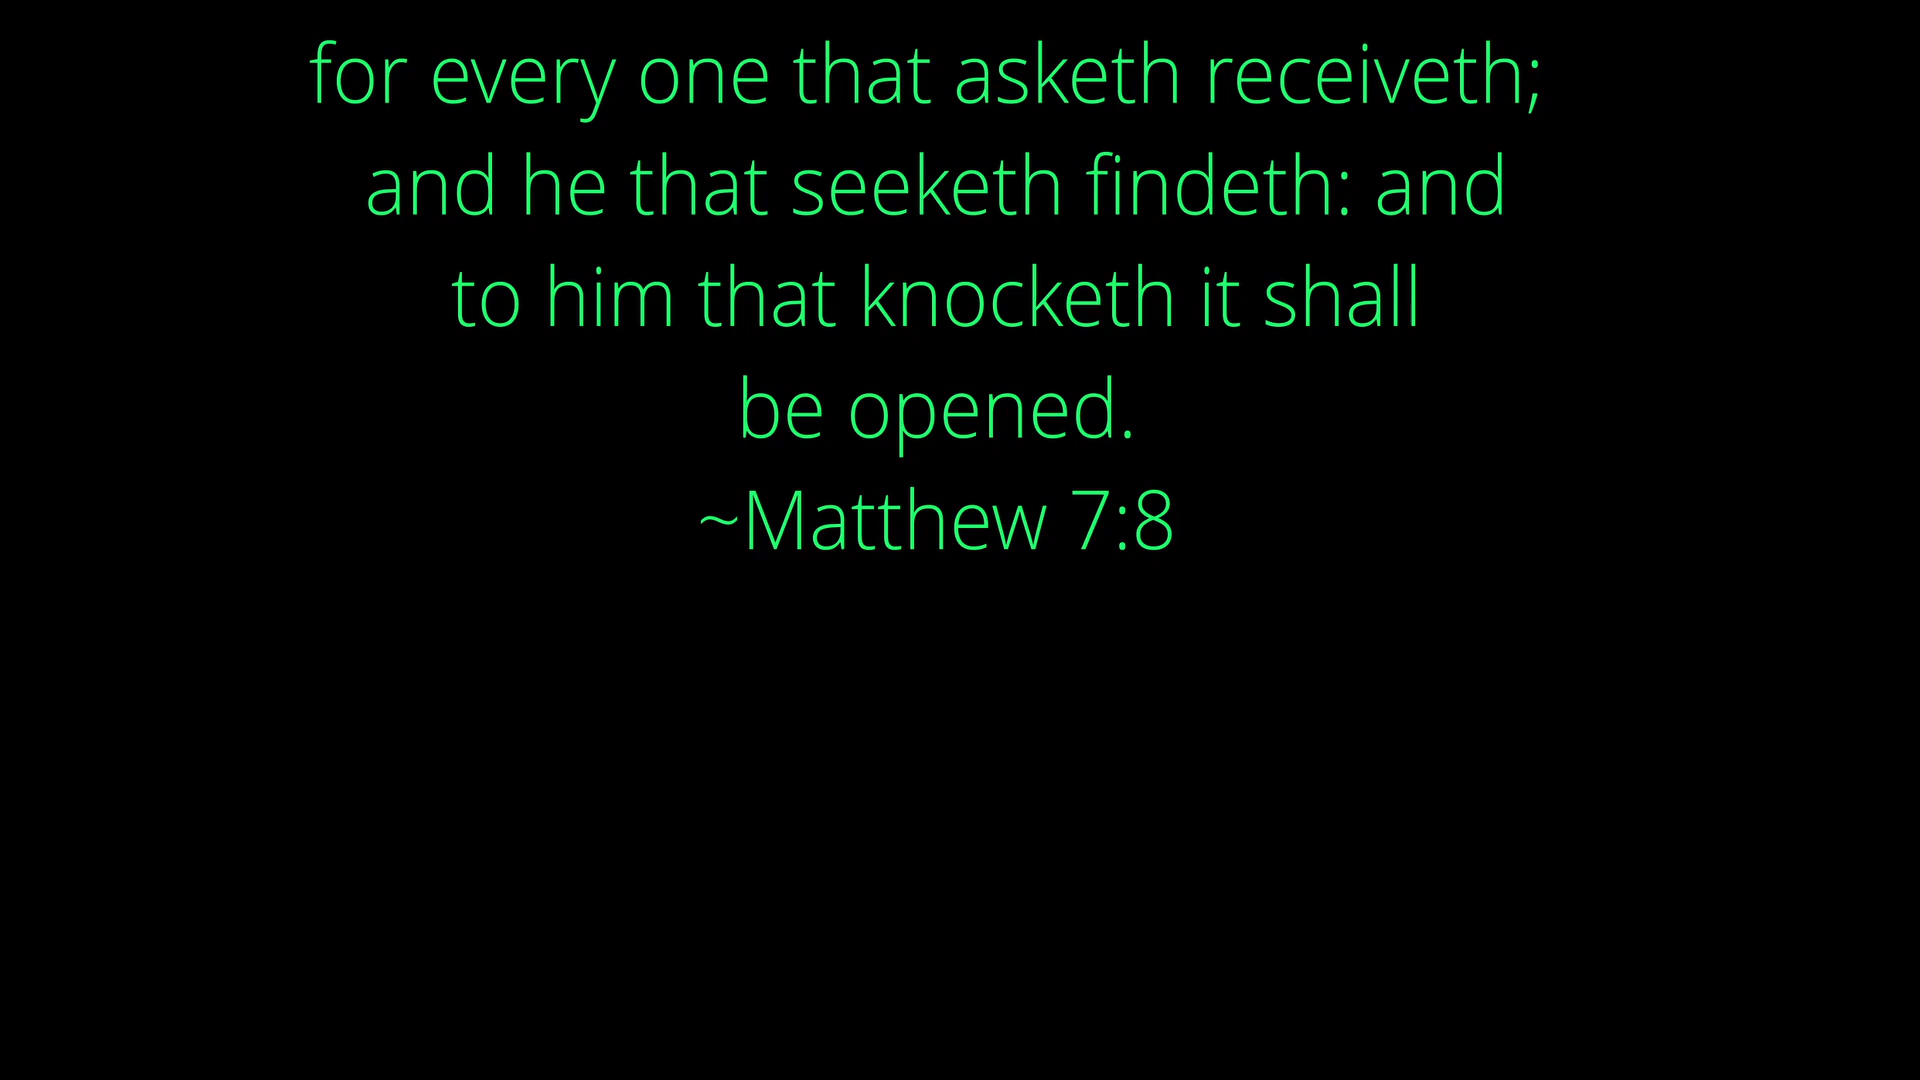 for every one that asketh receiveth;
and he that seeketh findeth: and
to him that knocketh it shall
be opened.
~Matthew 7:8